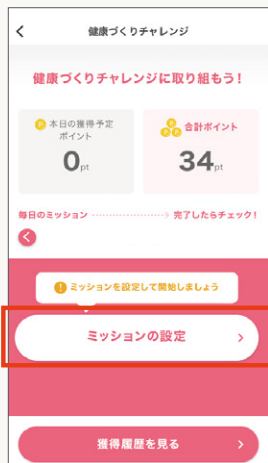 健康づくりチャレンジ
健康づくりチャレンジに取り組もう！
本日の獲得予定
ポイント
0pt
合計ポイント
34pt
毎日のミッション
完了したらチェック！
ミッションを設定して開始しましょう
ミッションの設定
獲得履歴を見る